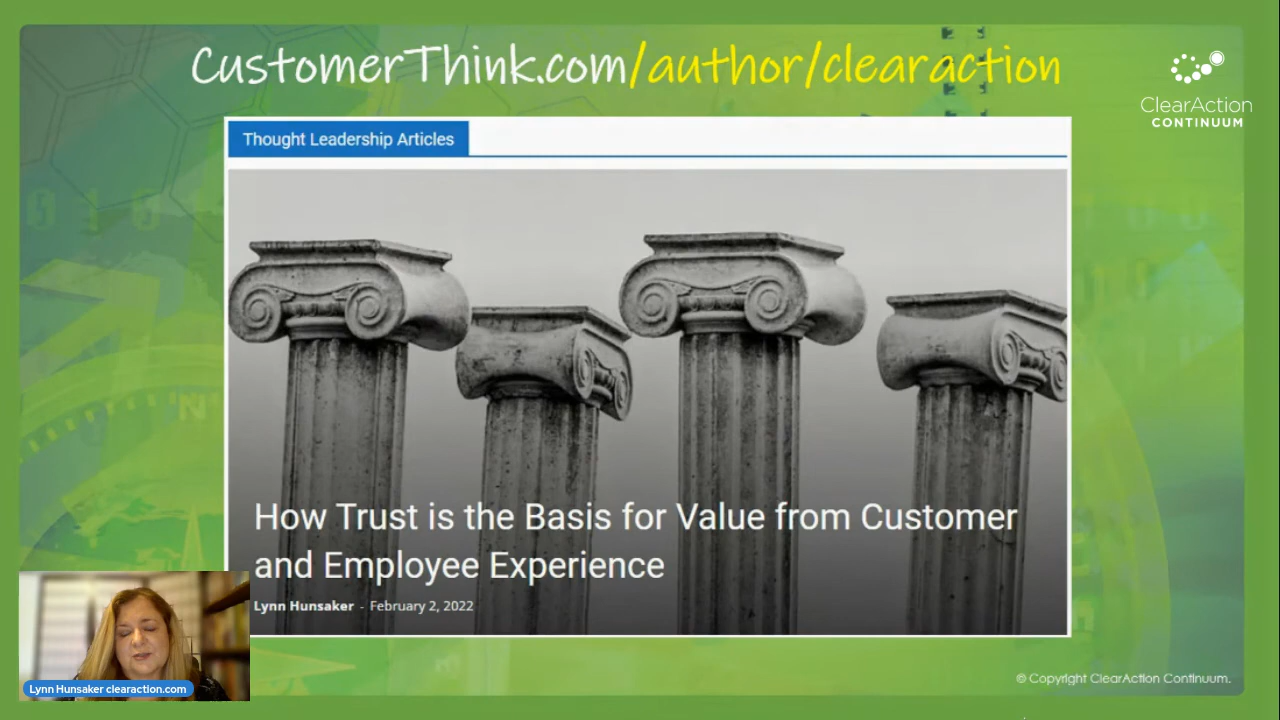 CustomerThink.com/author/clearaction
ClearAction
CONTINUUM
Thought Leadership Articles
How Trust is the Basis for Value from Customer
and Employee Experience
Lynn Hunsaker - February 2, 2022
Lynn Hunsaker clearaction.com
© Copyright ClearAction Continuum.